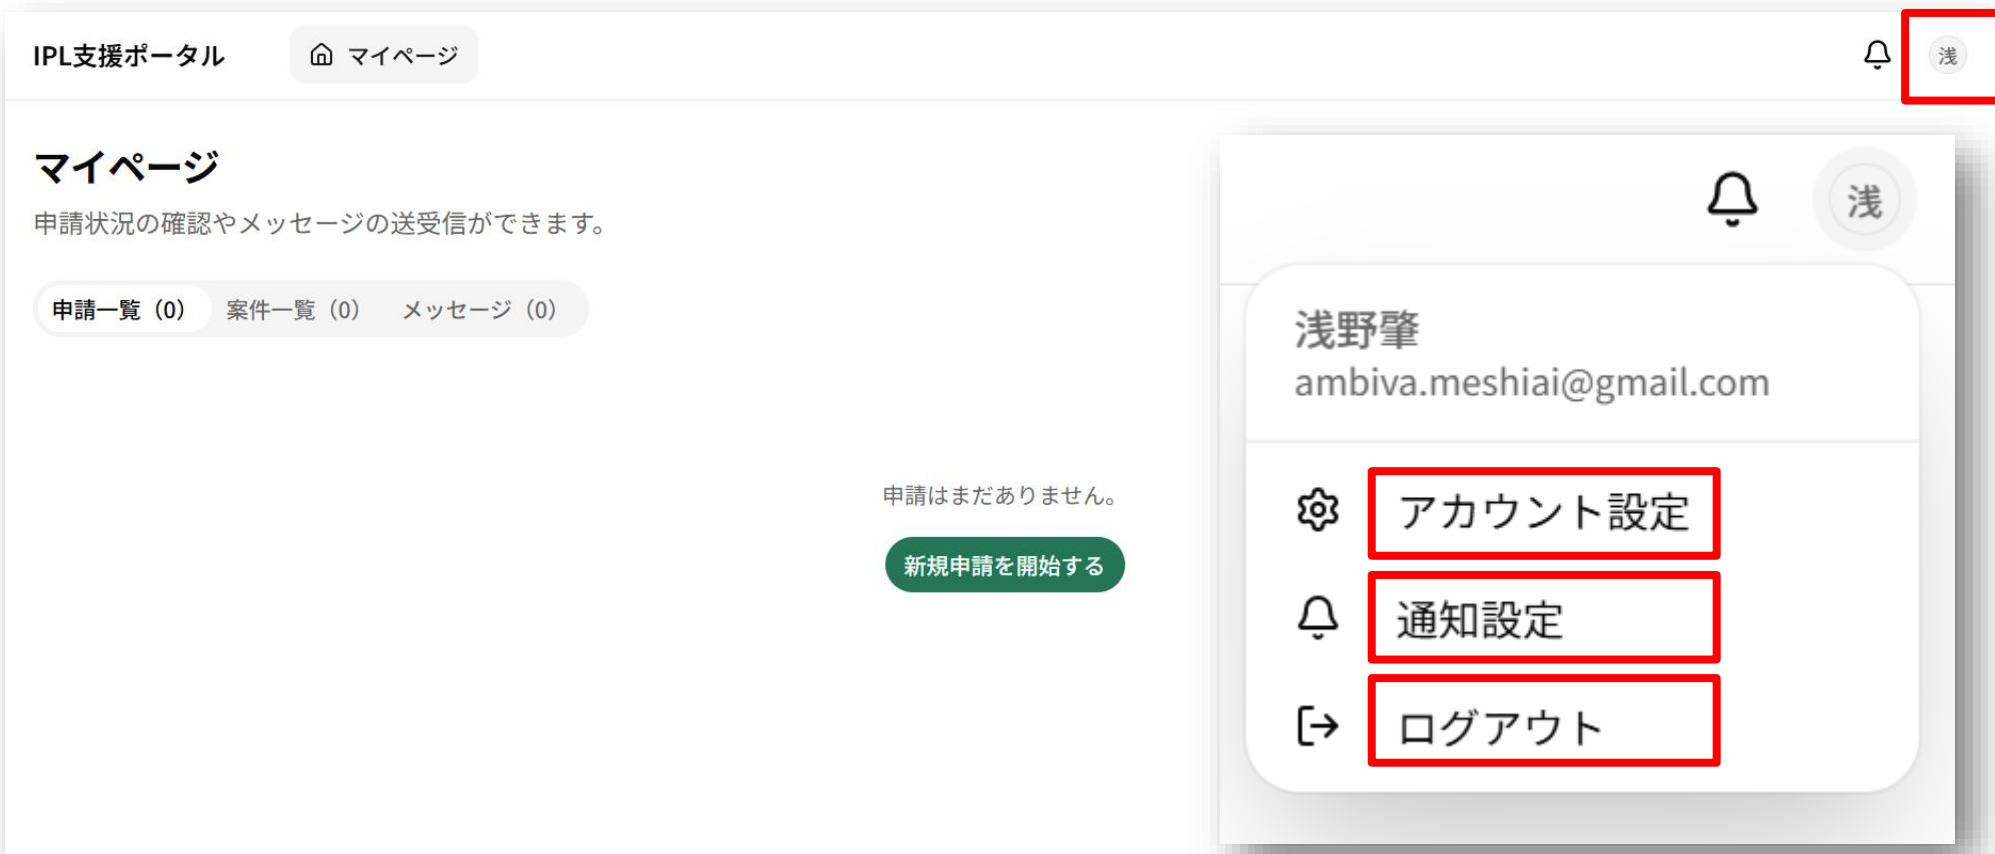 IPL支援ポータル
マイページ
浅
マイページ
申請状況の確認やメッセージの送受信ができます。
申請一覧（0） 案件一覧（0） メッセージ（0）
申請はまだありません。
新規申請を開始する
浅
浅野肇
ambiva.meshiai@gmail.com
アカウント設定
通知設定
ログアウト